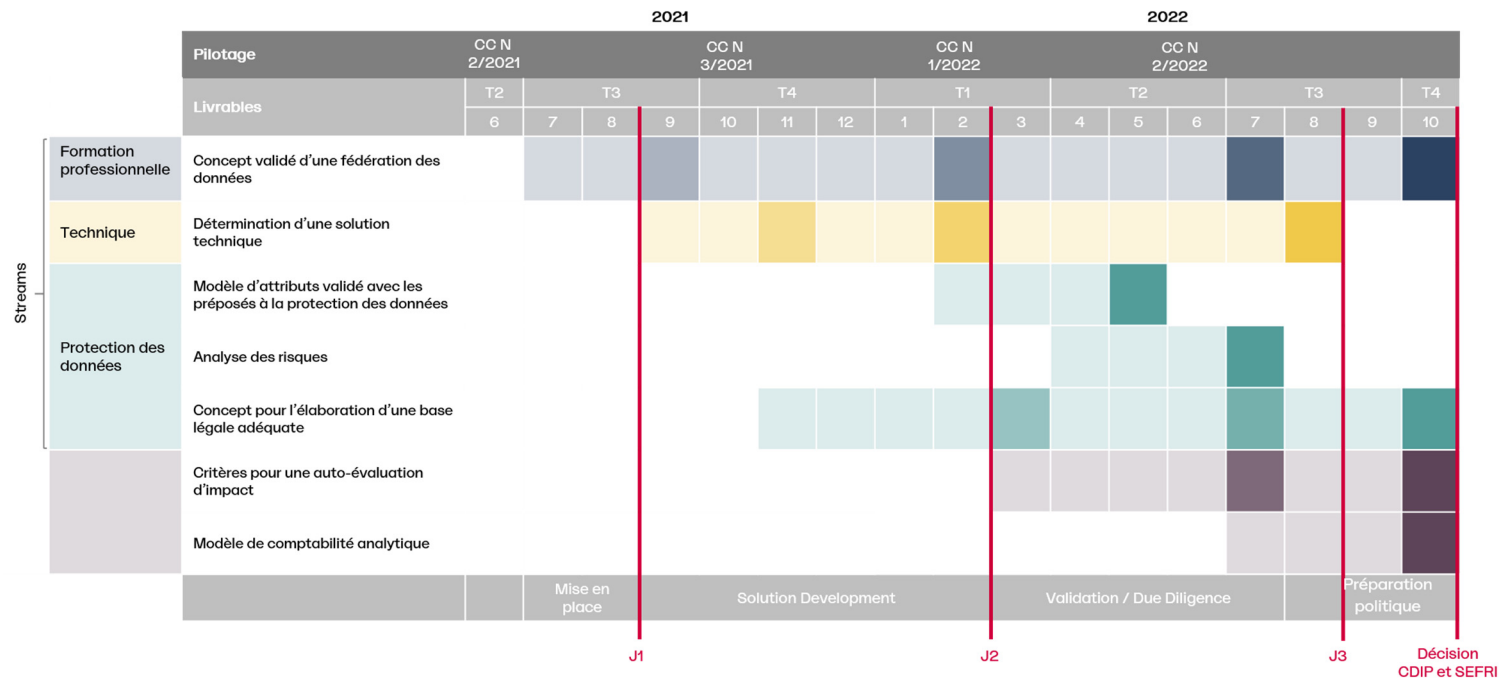 2021
2022
Pilotage
CC N
2/2021
CC N
3/2021
CC N
1/2022
CC N
2/2022
Livrables
T2
T3
T4
T1
T2
T3
T4
6
7
8
9
10
11
12
1
2
3
4
5
6
7
8
9
10
Streams
Formation
professionnelle
Concept validé d’une fédération des
données
Technique
Détermination d’une solution
technique
Protection des
données
Modèle d’attributs validé avec les
préposés à la protection des données
Analyse des risques
Concept pour l’élaboration d’une base
légale adéquate
Critères pour une auto-évaluation
d’impact
Modèle de comptabilité analytique
Mise en
place
Solution Development
Validation / Due Diligence
Préparation
politique
J1
J2
J3
Décision
CDIP et SEFRI